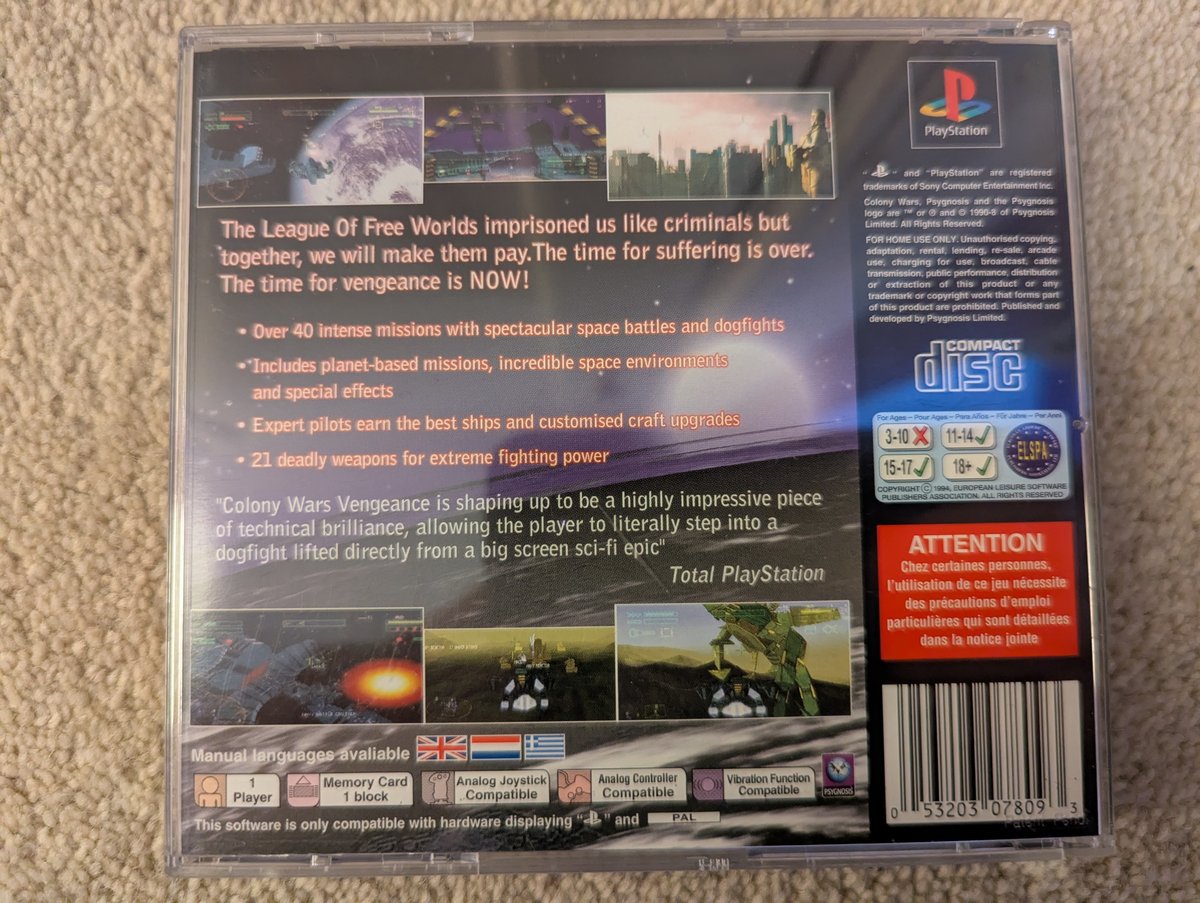 PlayStation
" " and "PlayStation" are registered
trademarks of Sony Computer Entertainment Inc.
Colony Wars, Psygnosis and the Psygnosis
logo are ™ or ® and © 1990-8 of Psygnosis
Limited. All Rights Reserved.
FOR HOME USE ONLY. Unauthorised copying,
adaptation, rental, lending, re-sale, arcade
use, charging for use, broadcast, cable
transmission, public performance, distribution
or extraction of this product or any
trademark or copyright work that forms part
of this product are prohibited. Published and
developed by Psygnosis Limited.
COMPACT
disc
For Ages – Pour Ages – Para Años – Für Jahre – Per Anni
3-10 11-14
15-17 18+
ELSPA
COPYRIGHT © 1994, EUROPEAN LEISURE SOFTWARE
PUBLISHERS ASSOCIATION. ALL RIGHTS RESERVED
ATTENTION
Chez certaines personnes,
l'utilisation de ce jeu nécessite
des précautions d'emploi
particulières qui sont détaillées
dans la notice jointe
0 53203 07809 3
The League Of Free Worlds imprisoned us like criminals but
together, we will make them pay.The time for suffering is over.
The time for vengeance is NOW!
• Over 40 intense missions with spectacular space battles and dogfights
• Includes planet-based missions, incredible space environments
and special effects
• Expert pilots earn the best ships and customised craft upgrades
• 21 deadly weapons for extreme fighting power
"Colony Wars Vengeance is shaping up to be a highly impressive piece
of technical brilliance, allowing the player to literally step into a
dogfight lifted directly from a big screen sci-fi epic"
Total PlayStation
Manual languages avaliable
1
Player
Memory Card
1 block
Analog Joystick
Compatible
Analog Controller
Compatible
Vibration Function
Compatible
PSYGNOSIS
This software is only compatible with hardware displaying " " and PAL